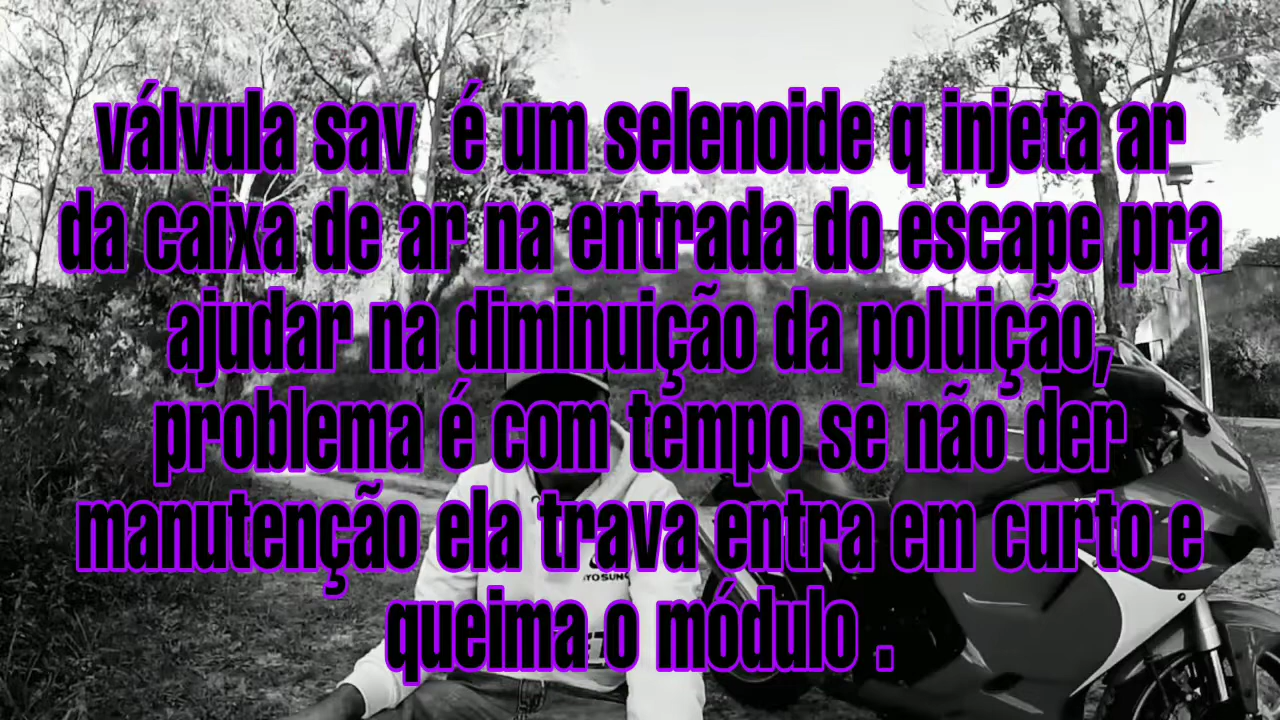 válvula sav é um selenoide q injeta ar
da caixa de ar na entrada do escape pra
ajudar na diminuição da poluição,
problema é com tempo se não der
manutenção ela trava entra em curto e
queima o módulo .